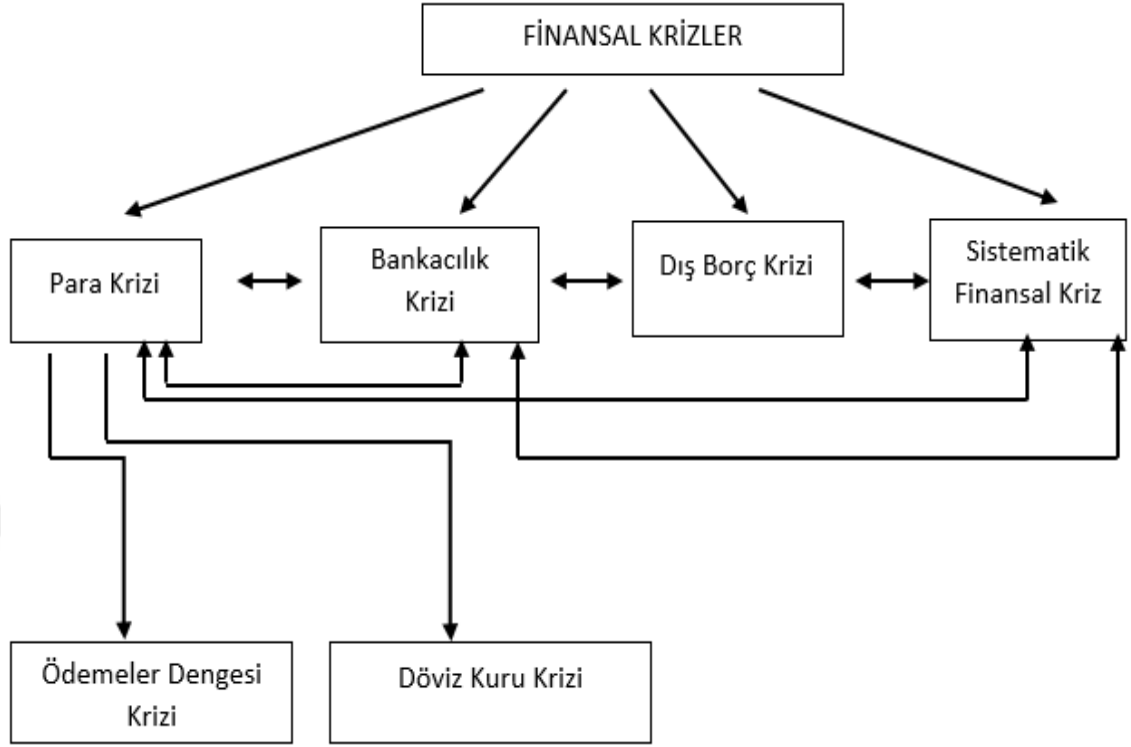 FİNANSAL KRİZLER
Para Krizi
Bankacılık
Krizi
Dış Borç Krizi
Sistematik
Finansal Kriz
Ödemeler Dengesi
Krizi
Döviz Kuru Krizi